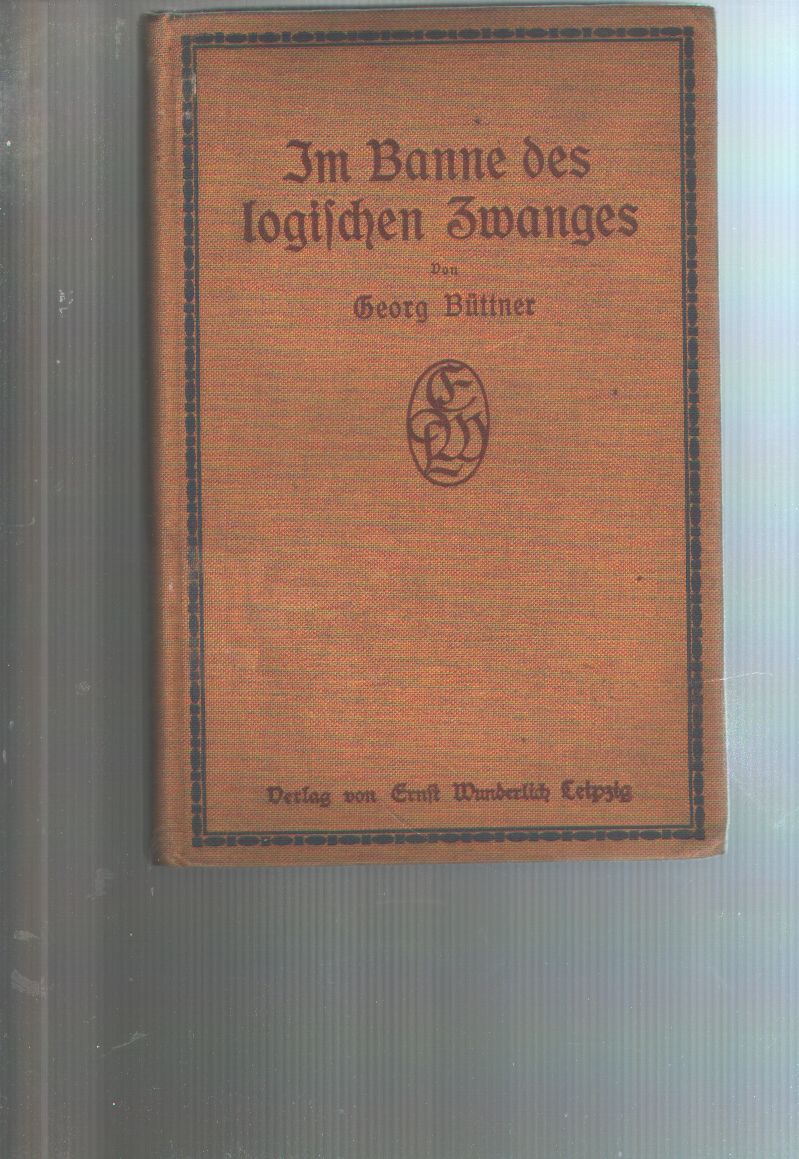 Im Banne des
logiſchen Zwanges
Von
Georg Büttner
E
W
L
Verlag von Ernſt Wunderlich Leipzig